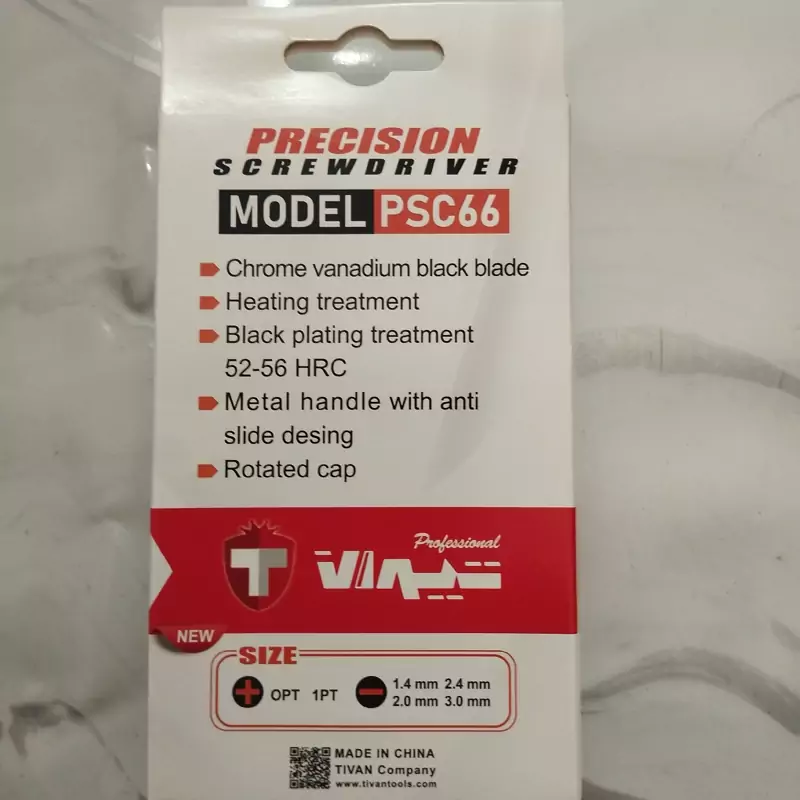 PRECISION
SCREWDRIVER
MODEL PSC66
Chrome vanadium black blade
Heating treatment
Black plating treatment
52-56 HRC
Metal handle with anti
slide desing
Rotated cap
Professional
T
NEW
SIZE
OPT 1PT
1.4 mm 2.4 mm
2.0 mm 3.0 mm
MADE IN CHINA
TIVAN Company
www.tivantools.com